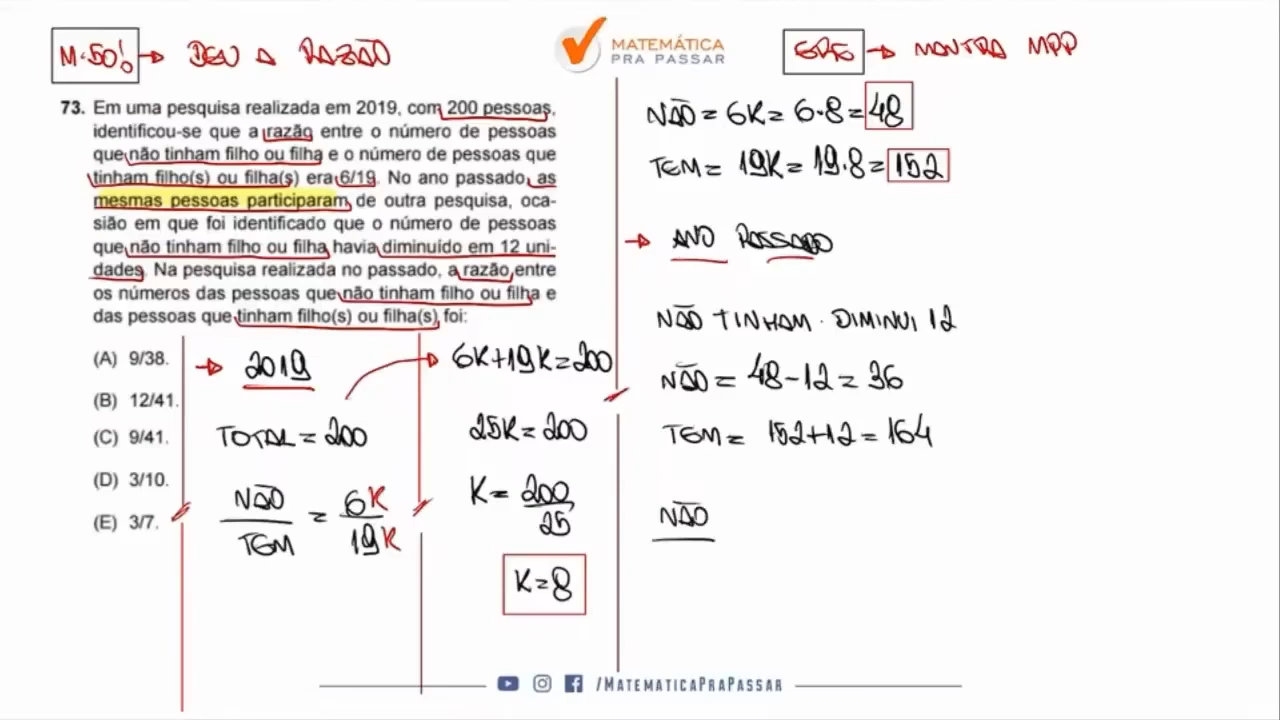 M.50! → DEU A RAZÃO
MATEMÁTICA
PRA PASSAR
→ MONTRA MPP
73. Em uma pesquisa realizada em 2019, com 200 pessoas,
identificou-se que a razão entre o número de pessoas
que não tinham filho ou filha e o número de pessoas que
tinham filho(s) ou filha(s) era 6/19. No ano passado, as
mesmas pessoas participaram, de outra pesquisa, oca-
sião em que foi identificado que o número de pessoas
que não tinham filho ou filha havia diminuído em 12 uni-
dades. Na pesquisa realizada no passado, a razão entre
os números das pessoas que não tinham filho ou filha e
das pessoas que tinham filho(s) ou filha(s), foi:
(A) 9/38.
(B) 12/41.
(C) 9/41.
(D) 3/10.
(E) 3/7.
→ 2019
TOTAL = 200
NÃO
TEM
= 6K
19K
6K+19K=200
25K=200
K= 200
25
K=8
NÃO = 6K = 6·8 = 48
TEM = 19K = 19·8 = 152
→ ANO PASSADO
NÃO TINHAM. DIMINUI 12
NÃO = 48-12 = 36
TEM = 152+12 = 164
NÃO
/MATEMATICAPRAPASSAR